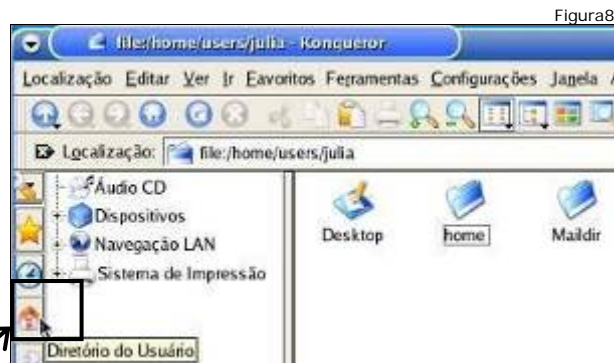 Figura8
file:/home/users/julia - Konqueror
Localização Editar Ver Ir Favoritos Ferramentas Configurações Janela
Localização: file:/home/users/julia
Áudio CD
Dispositivos
Navegação LAN
Sistema de Impressão
Desktop home Maildir
Diretório do Usuário